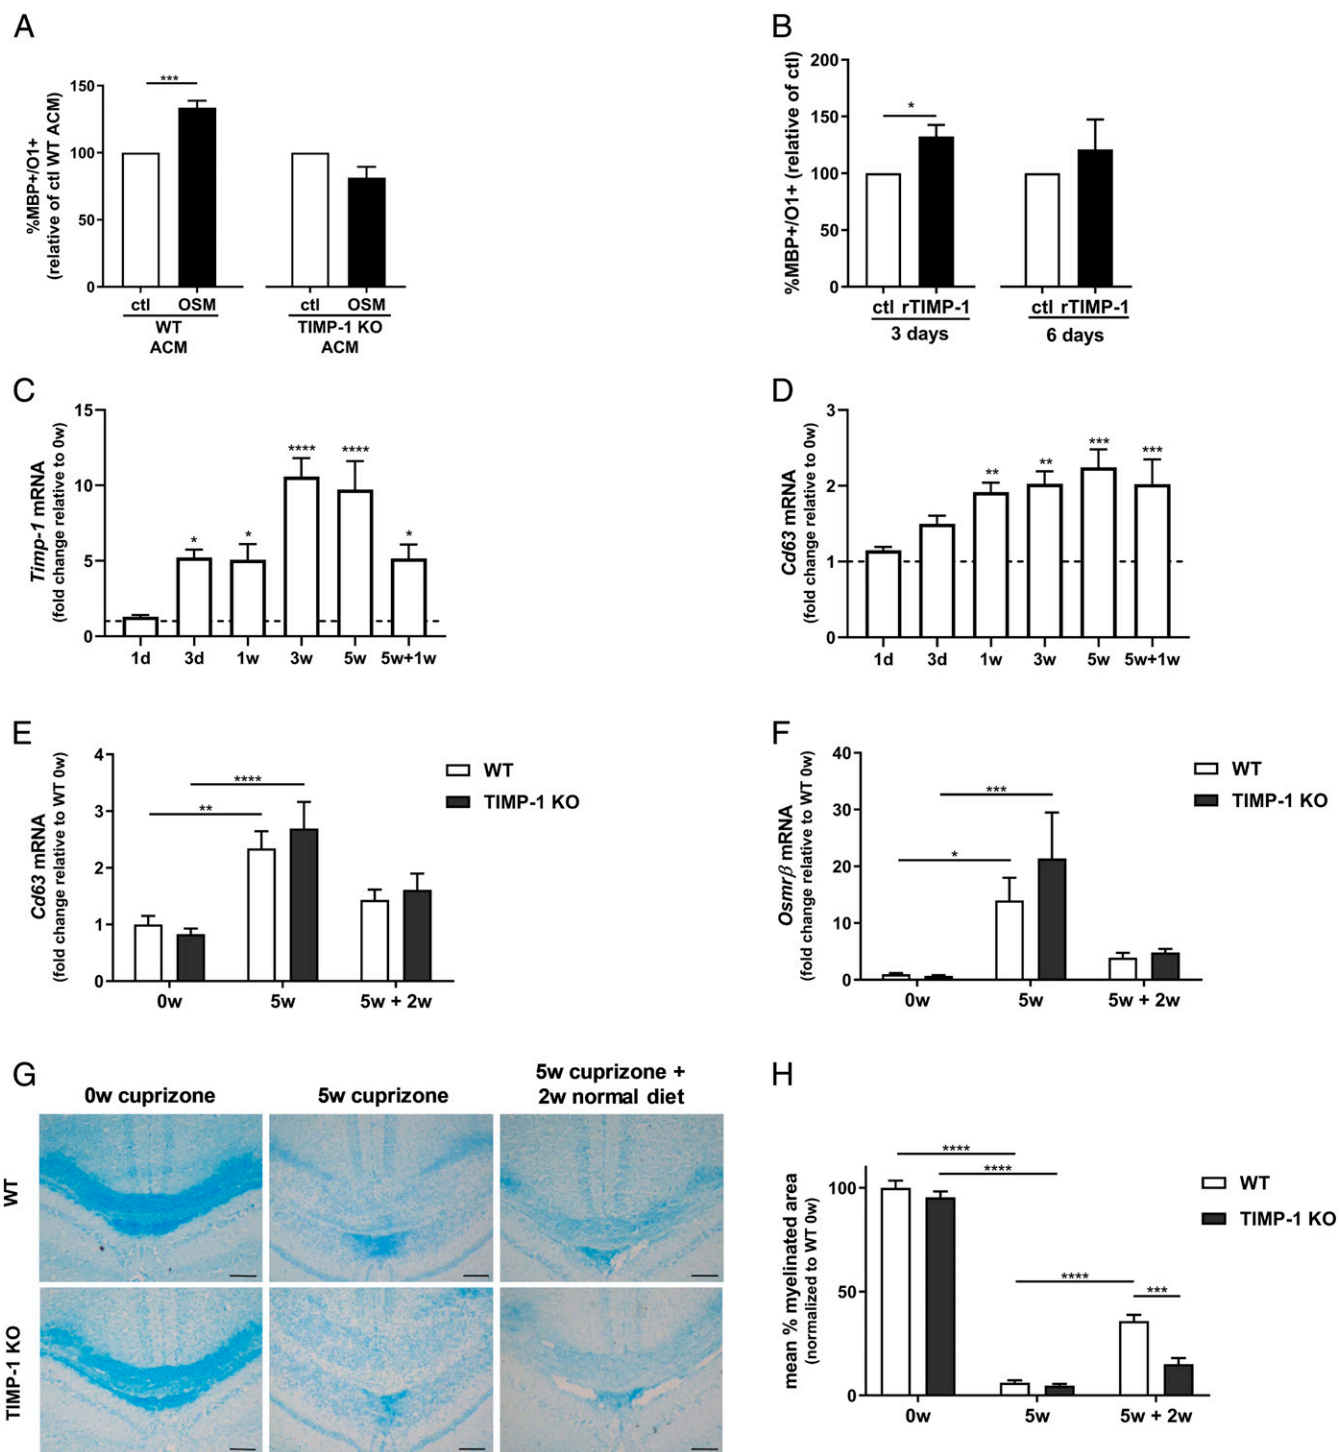 A
%MBP+/O1+
(relative of ctl WT ACM)
150
100
50
0
***
ctl OSM ctl OSM
WT TIMP-1 KO
ACM ACM
B
%MBP+/O1+ (relative of ctl)
200
150
100
50
0
*
ctl rTIMP-1 ctl rTIMP-1
3 days 6 days
C
Timp-1 mRNA
(fold change relative to 0w)
15
10
5
0
* * **** **** *
1d 3d 1w 3w 5w 5w+1w
D
Cd63 mRNA
(fold change relative to 0w)
3
2
1
0
** ** *** ***
1d 3d 1w 3w 5w 5w+1w
E
Cd63 mRNA
(fold change relative to WT 0w)
4
3
2
1
0
****
**
WT
TIMP-1 KO
0w 5w 5w + 2w
F
Osmrβ mRNA
(fold change relative to WT 0w)
40
30
20
10
0
***
*
WT
TIMP-1 KO
0w 5w 5w + 2w
G
0w cuprizone
5w cuprizone
5w cuprizone +
2w normal diet
WT
TIMP-1 KO
H
mean % myelinated area
(normalized to WT 0w)
100
50
0
****
****
****
***
WT
TIMP-1 KO
0w 5w 5w + 2w